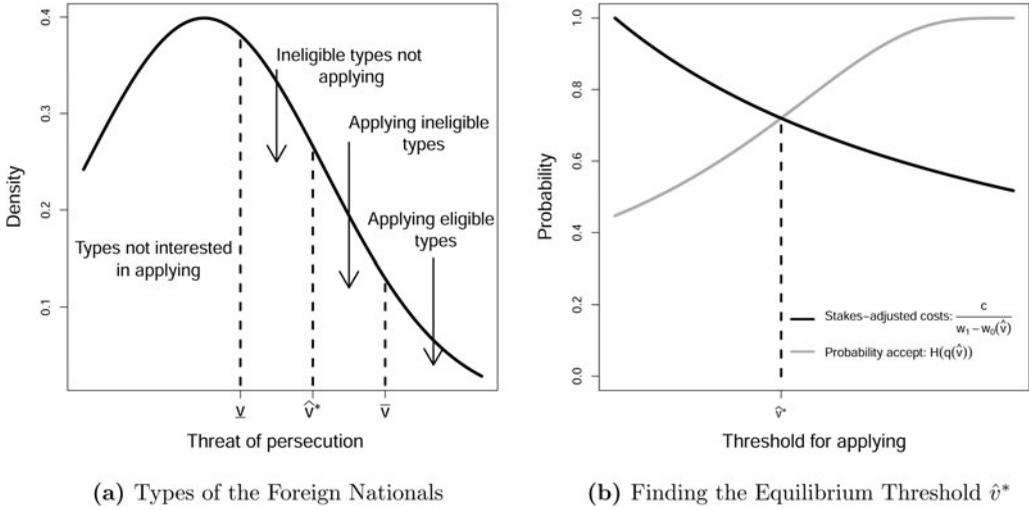 0.4
0.3
0.2
0.1
Density
Ineligible types not
applying
Applying ineligible
types
Applying eligible
types
Types not interested
in applying
v̲
v̂*
v̅
Threat of persecution
(a) Types of the Foreign Nationals
1.0
0.8
0.6
0.4
0.2
0.0
Probability
Stakes−adjusted costs: c / w₁−w₀(v̂)
Probability accept: H(q(v̂))
v̂*
Threshold for applying
(b) Finding the Equilibrium Threshold v̂*